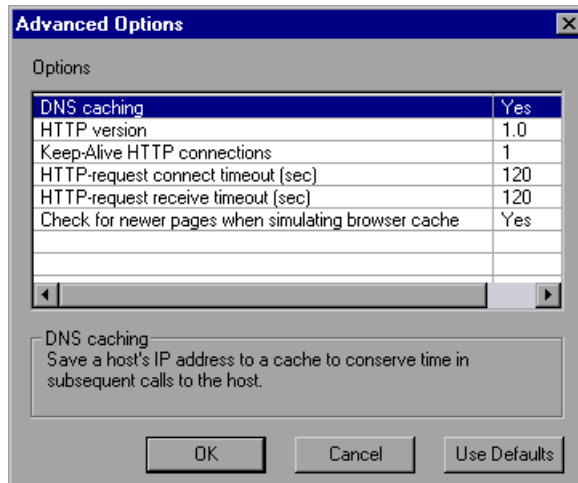 Advanced Options
Options
DNS caching Yes
HTTP version 1.0
Keep-Alive HTTP connections 1
HTTP-request connect timeout (sec) 120
HTTP-request receive timeout (sec) 120
Check for newer pages when simulating browser cache Yes
DNS caching
Save a host's IP address to a cache to conserve time in
subsequent calls to the host.
OK Cancel Use Defaults